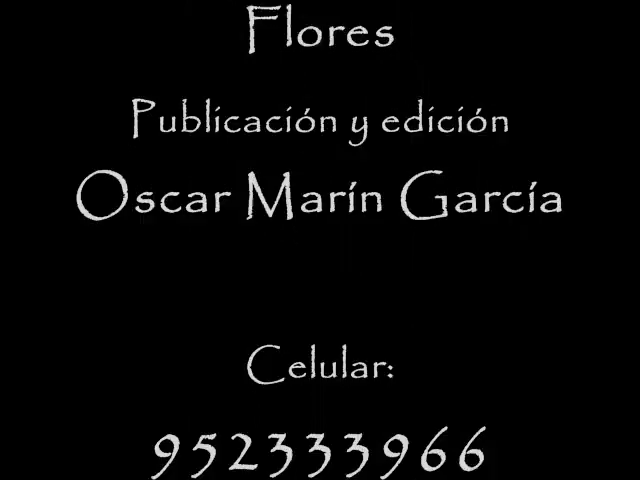 Flores
Publicación y edición
Oscar Marín García
Celular:
952333966